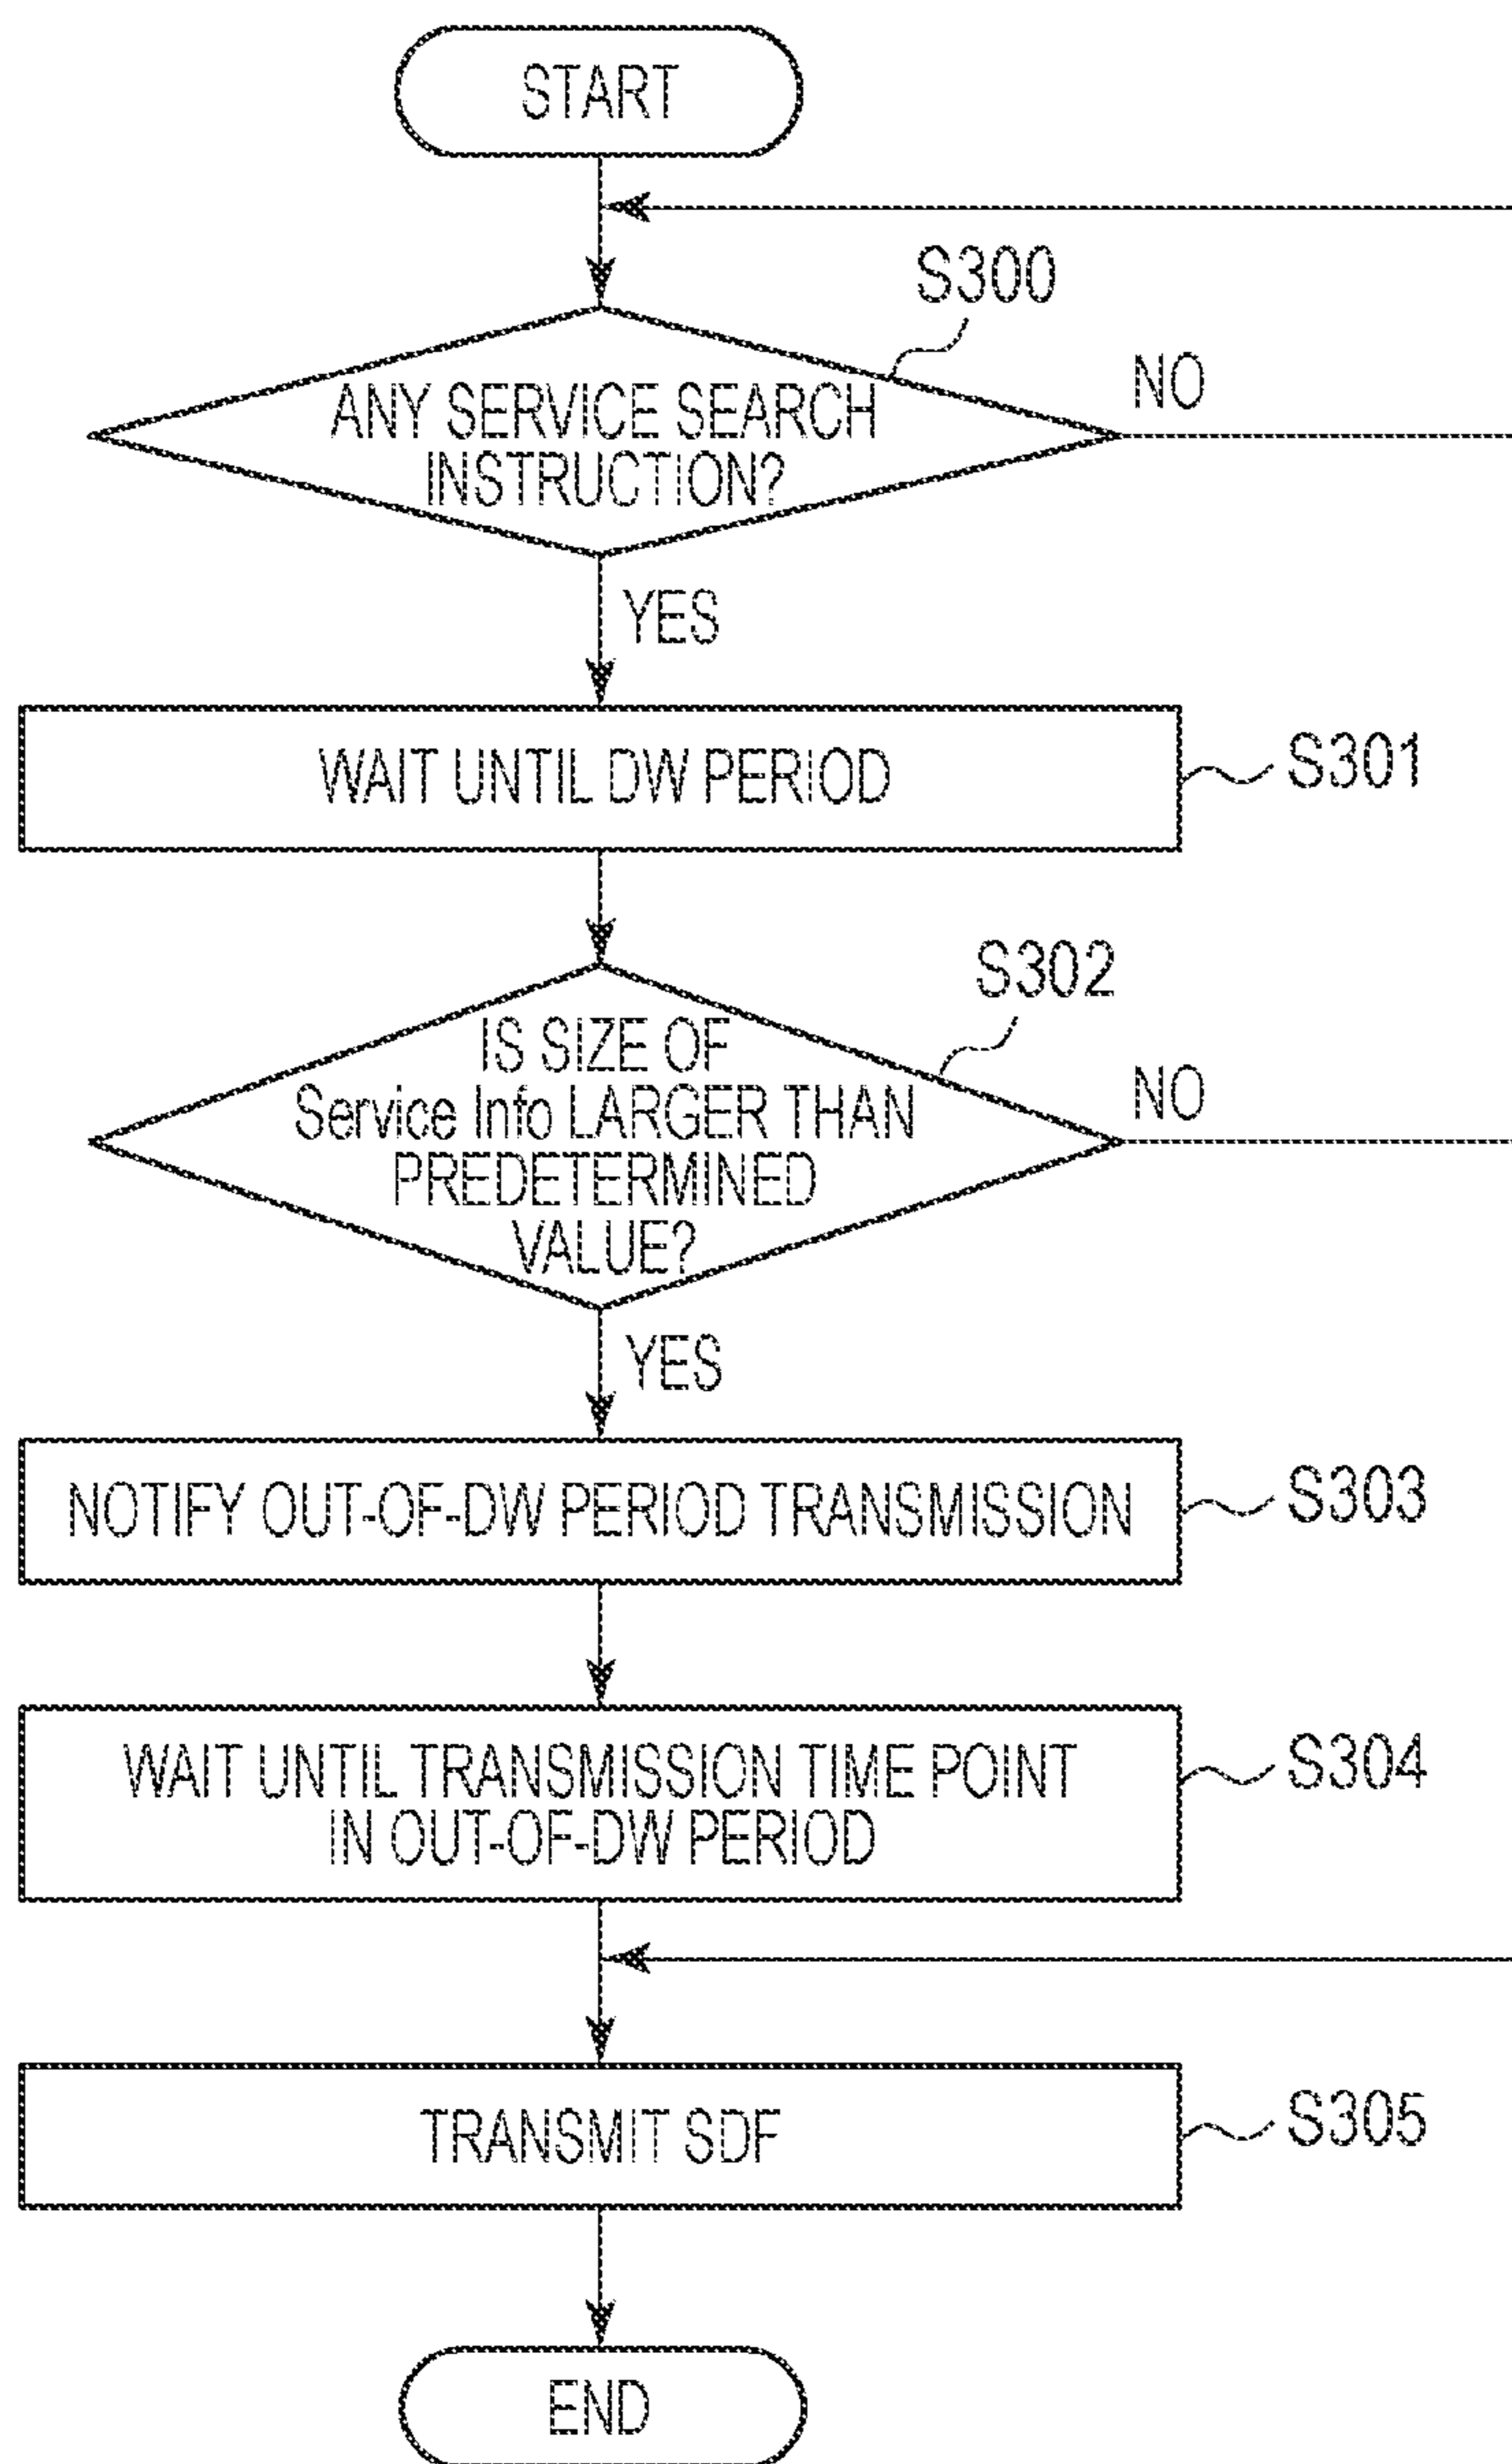 START
S300
ANY SERVICE SEARCH
INSTRUCTION?
NO
YES
WAIT UNTIL DW PERIOD
S301
S302
IS SIZE OF
Service Info LARGER THAN
PREDETERMINED
VALUE?
NO
YES
NOTIFY OUT-OF-DW PERIOD TRANSMISSION
S303
WAIT UNTIL TRANSMISSION TIME POINT
IN OUT-OF-DW PERIOD
S304
TRANSMIT SDF
S305
END